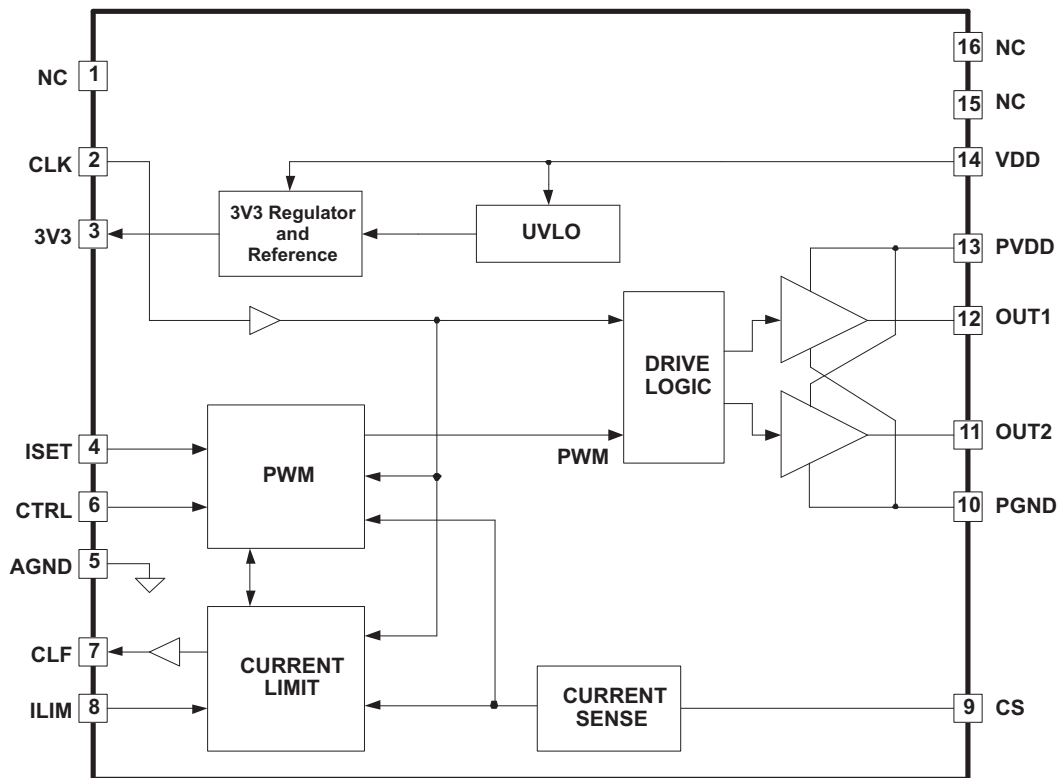 NC 1
16 NC
15 NC
CLK 2
14 VDD
3V3 3
3V3 Regulator
and
Reference
UVLO
13 PVDD
12 OUT1
DRIVE
LOGIC
ISET 4
PWM
PWM
11 OUT2
CTRL 6
10 PGND
AGND 5
CLF 7
CURRENT
LIMIT
ILIM 8
CURRENT
SENSE
9 CS